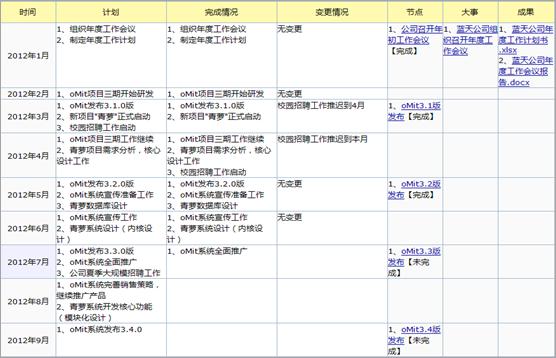 时间 计划 完成情况 变更情况 节点 大事 成果
2012年1月
1、组织年度工作会议
2、制定年度工作计划
1、组织年度工作会议
2、制定年度工作计划
无变更
1、公司召开年
初工作会议
【完成】
1、蓝天公司组
织召开年度工
作会议
1、蓝天公司年
度工作计划书
.xlsx
2、蓝天公司年
度工作会议报
告.docx
2012年2月
1、oMit项目三期开始研发
1、oMit项目三期开始研发
无变更
2012年3月
1、oMit发布3.1.0版
2、新项目"青萝"正式启动
3、校园招聘工作启动
1、oMit发布3.1.0版
2、新项目"青萝"正式启动
校园招聘工作推迟到4月
1、oMit3.1版
发布【完成】
2012年4月
1、oMit项目三期工作继续
2、青萝项目需求分析，核心
设计工作
1、oMit项目三期工作继续
2、青萝项目需求分析，核心
设计工作
3、校园招聘工作启动
校园招聘工作推迟到本月
2012年5月
1、oMit发布3.2.0版
2、oMit系统宣传准备工作
3、青萝数据库设计
1、oMit发布3.2.0版
2、oMit系统宣传准备工作
3、青萝数据库设计
无变更
1、oMit3.2版
发布【完成】
2012年6月
1、oMit系统宣传工作
2、青萝系统设计（内核设
计）
1、oMit系统宣传工作
2、青萝系统设计（内核设
计）
无变更
2012年7月
1、oMit发布3.3.0版
2、oMit系统全面推广
3、公司夏季大规模招聘工作
1、oMit系统全面推广
1、oMit3.3版
发布【未完
成】
2012年8月
1、oMit系统完善销售策略，
继续推广产品
2、青萝系统开发核心功能
（模块化设计）
2012年9月
1、oMit系统发布3.4.0
1、oMit3.4版
发布【未完
成】